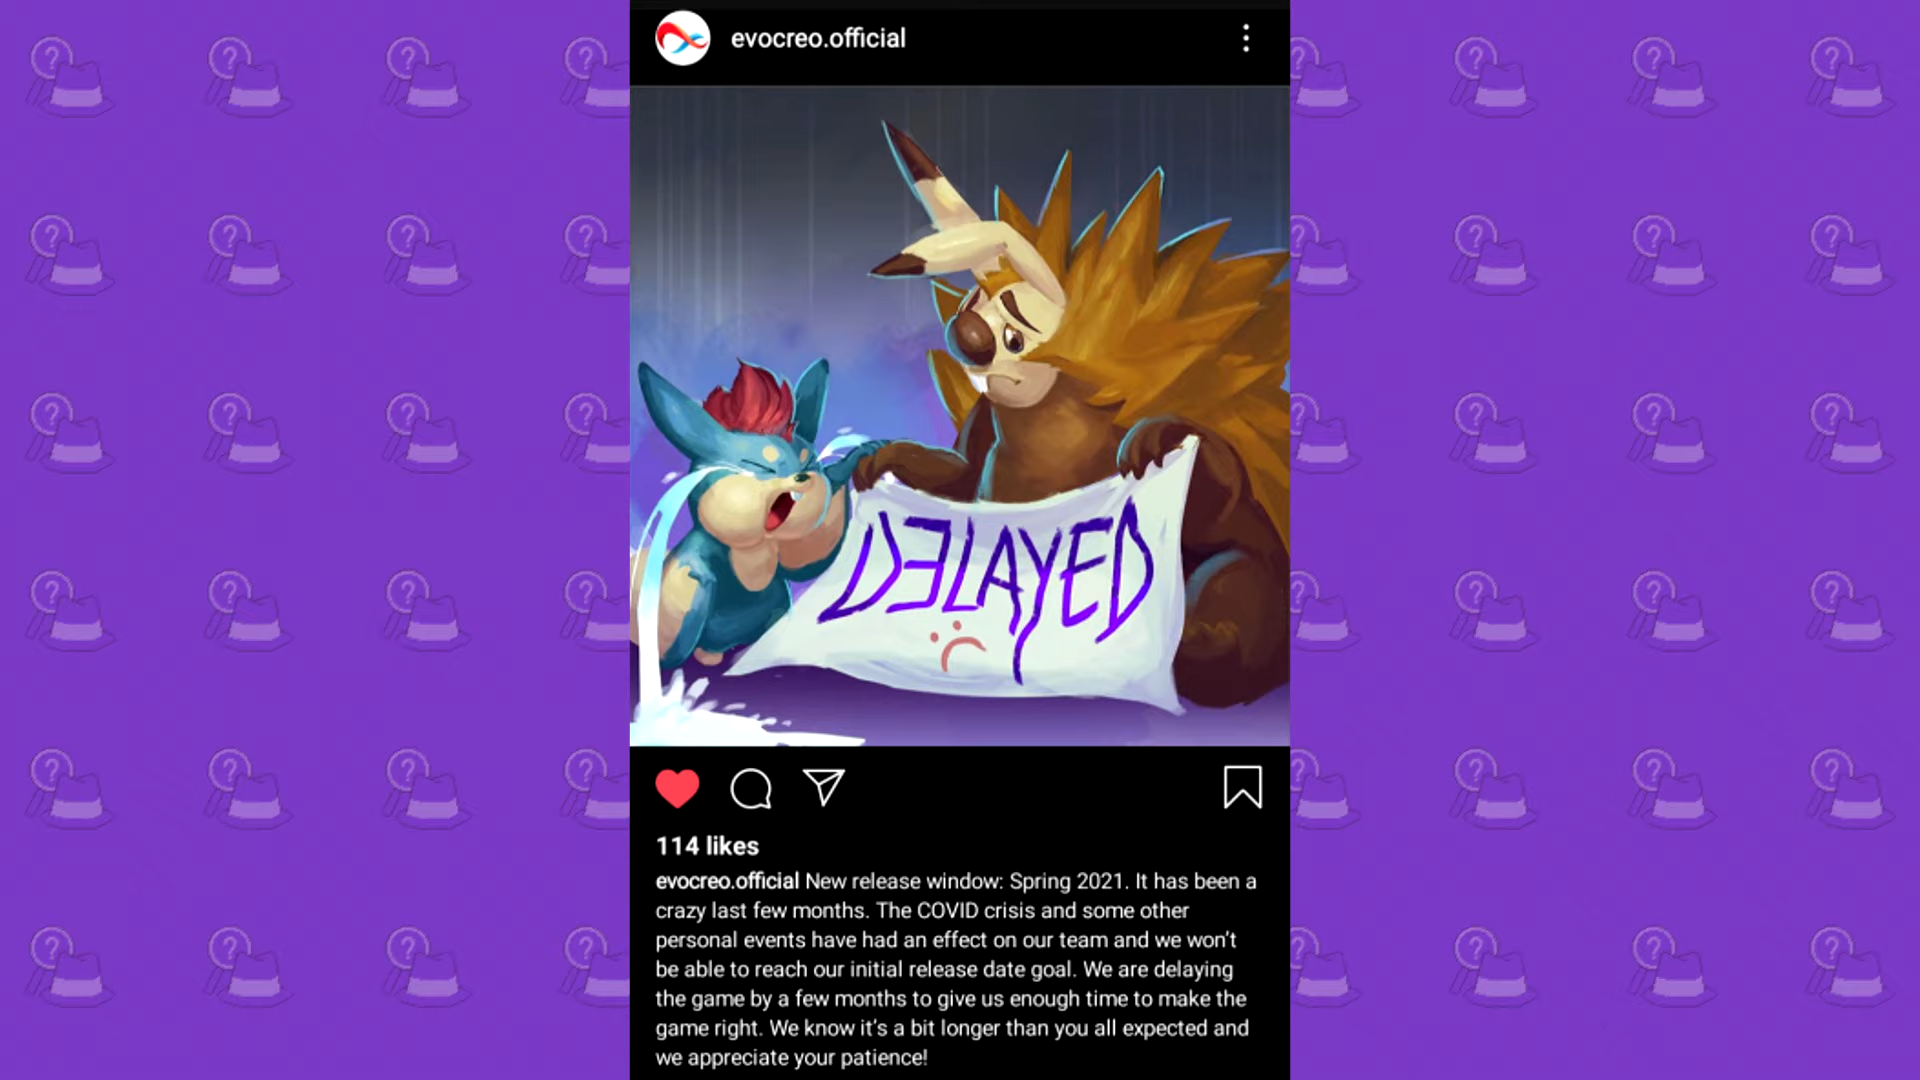 evocreo.official
DELAYED
114 likes
evocreo.official New release window: Spring 2021. It has been a
crazy last few months. The COVID crisis and some other
personal events have had an effect on our team and we won't
be able to reach our initial release date goal. We are delaying
the game by a few months to give us enough time to make the
game right. We know it's a bit longer than you all expected and
we appreciate your patience!